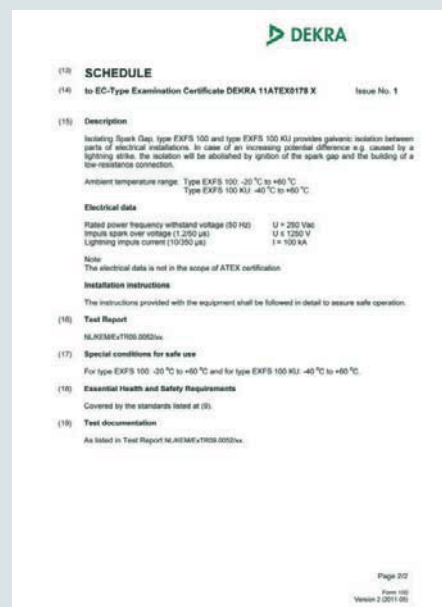 DEKRA
(13) SCHEDULE
(14) to EC-Type Examination Certificate DEKRA 11ATEX0178 X Issue No. 1
(15) Description
Isolating Spark Gap, type EXFS 100 and type EXFS 100 KU provides galvanic isolation between
parts of electrical installations. In case of an increasing potential difference e.g. caused by a
lightning strike, the isolation will be abolished by ignition of the spark gap and the building of a
low-resistance connection.
Ambient temperature range: Type EXFS 100: -20 °C to +60 °C
Type EXFS 100 KU: -40 °C to +60 °C.
Electrical data
Rated power frequency withstand voltage (50 Hz) U = 250 Vac
Impuls spark over voltage (1.2/50 µs) U ≤ 1250 V
Lightning impuls current (10/350 µs) I = 100 kA
Note
The electrical data is not in the scope of ATEX certification
Installation instructions
The instructions provided with the equipment shall be followed in detail to assure safe operation.
(16) Test Report
NL/KEM/ExTR09.0052/xx.
(17) Special conditions for safe use
For type EXFS 100: -20 °C to +60 °C and for type EXFS 100 KU: -40 °C to +60 °C.
(18) Essential Health and Safety Requirements
Covered by the standards listed at (9).
(19) Test documentation
As listed in Test Report NL/KEM/ExTR09.0052/xx.
Page 2/2
Form 100
Version 2 (2011-05)